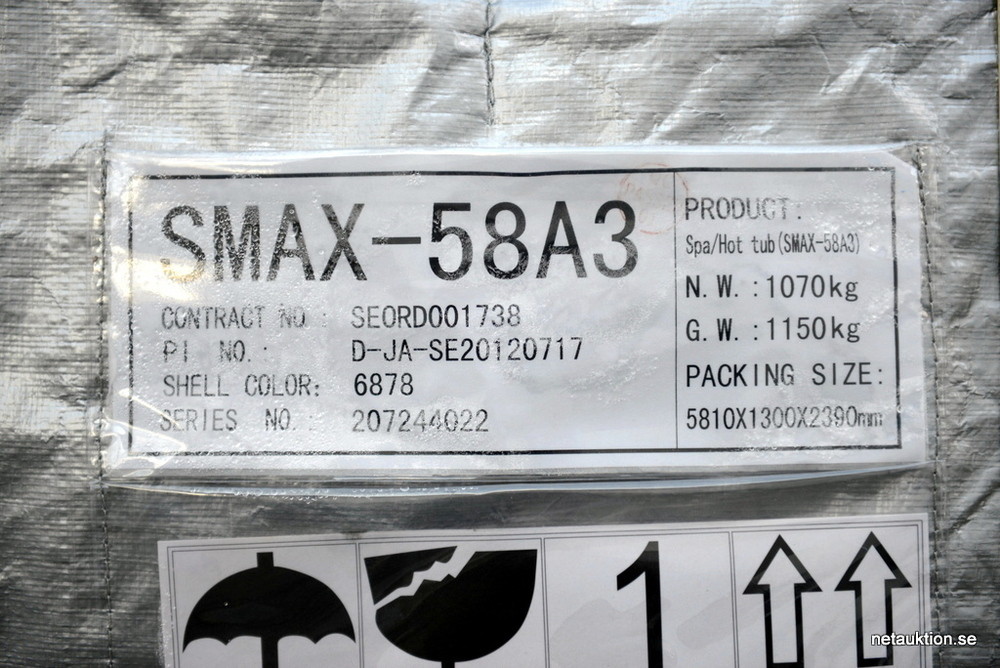 SMAX-58A3
CONTRACT NO.: SEORD001738
PI NO.: D-JA-SE20120717
SHELL COLOR: 6878
SERIES NO.: 207244022
PRODUCT:
Spa/Hot tub(SMAX-58A3)
N.W.:1070kg
G.W.:1150kg
PACKING SIZE:
5810X1300X2390mm
1
netauktion.se